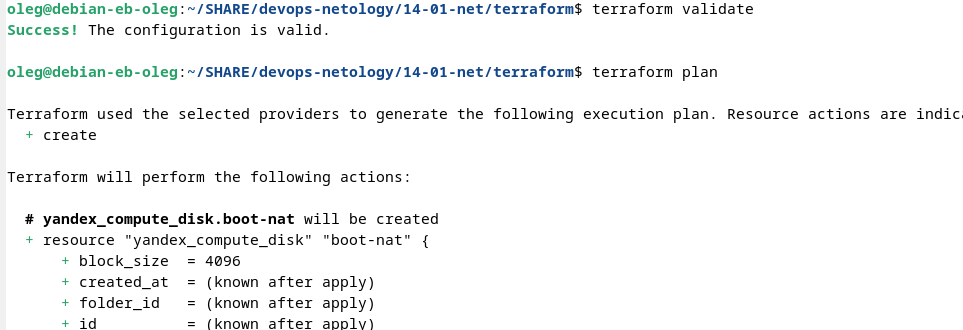 oleg@debian-eb-oleg:~/SHARE/devops-netology/14-01-net/terraform$ terraform validate
Success! The configuration is valid.
oleg@debian-eb-oleg:~/SHARE/devops-netology/14-01-net/terraform$ terraform plan
Terraform used the selected providers to generate the following execution plan. Resource actions are
+ create
Terraform will perform the following actions:
# yandex_compute_disk.boot-nat will be created
+ resource "yandex_compute_disk" "boot-nat" {
+ block_size = 4096
+ created_at = (known after apply)
+ folder_id = (known after apply)
+ id = (known after apply)